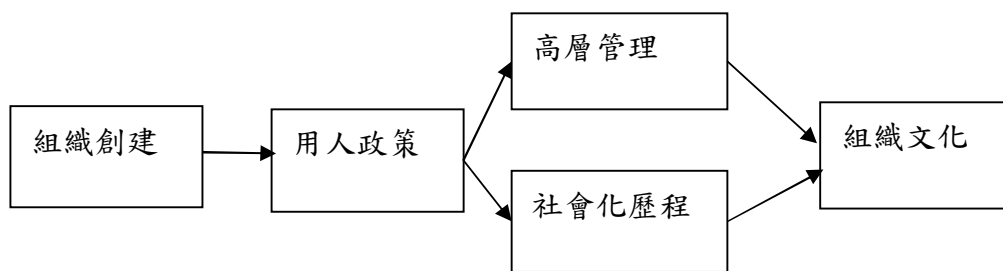 高層管理
組織創建
用人政策
組織文化
社會化歷程